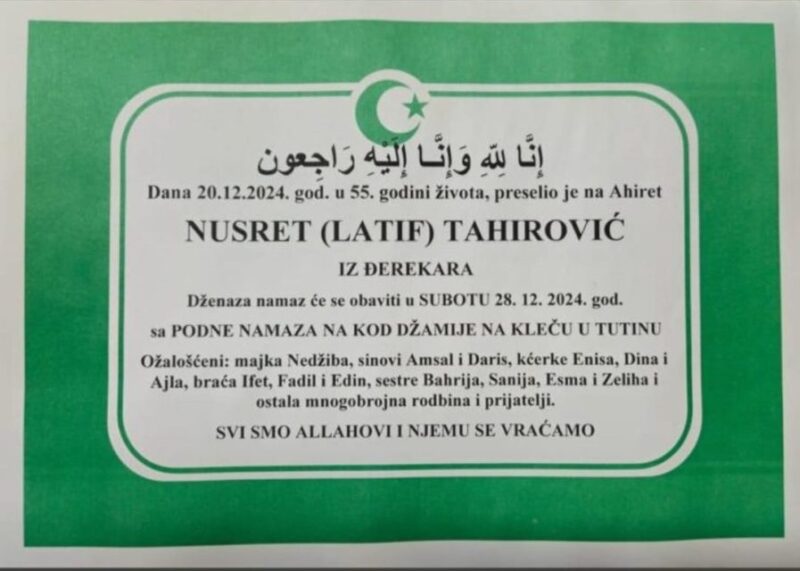 إِنَّا لِلّهِ وَإِنَّـا إِلَيْهِ رَاجِعون
Dana 20.12.2024. god. u 55. godini života, preselio je na Ahiret
NUSRET (LATIF) TAHIROVIĆ
IZ ĐEREKARA
Dženaza namaz će se obaviti u SUBOTU 28. 12. 2024. god.
sa PODNE NAMAZA NA KOD DŽAMIJE NA KLEČU U TUTINU
Ožalošćeni: majka Nedžiba, sinovi Amsal i Daris, kćerke Enisa, Dina i
Ajla, braća Ifet, Fadil i Edin, sestre Bahrija, Sanija, Esma i Zeliha i
ostala mnogobrojna rodbina i prijatelji.
SVI SMO ALLAHOVI I NJEMU SE VRAĆAMO